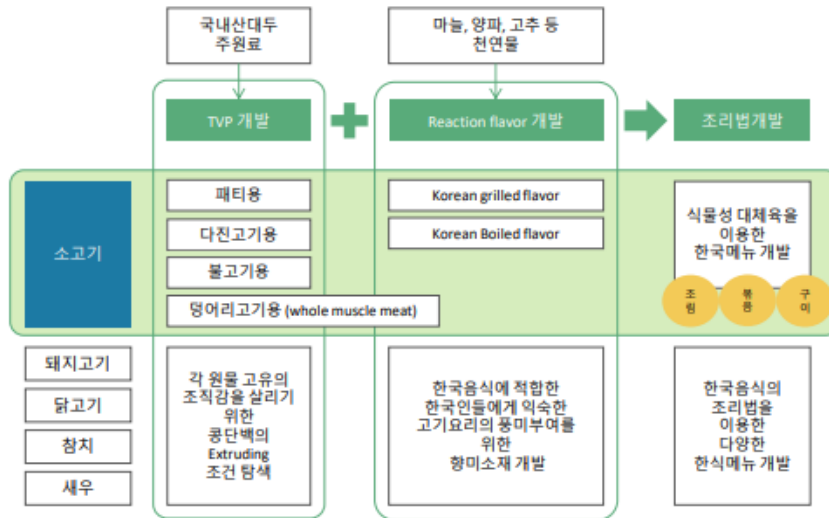 국내산대두
주원료
마늘, 양파, 고추 등
천연물
TVP 개발
Reaction flavor 개발
조리법개발
소고기
패티용
다진고기용
불고기용
덩어리고기용 (whole muscle meat)
Korean grilled flavor
Korean Boiled flavor
식물성 대체육을
이용한
한국메뉴 개발
조
림
볶
음
구
이
돼지고기
닭고기
참치
새우
각 원물 고유의
조직감을 살리기
위한
콩단백의
Extruding
조건 탐색
한국음식에 적합한
한국인들에게 익숙한
고기요리의 풍미부여를
위한
향미소재 개발
한국음식의
조리법을
이용한
다양한
한식메뉴 개발